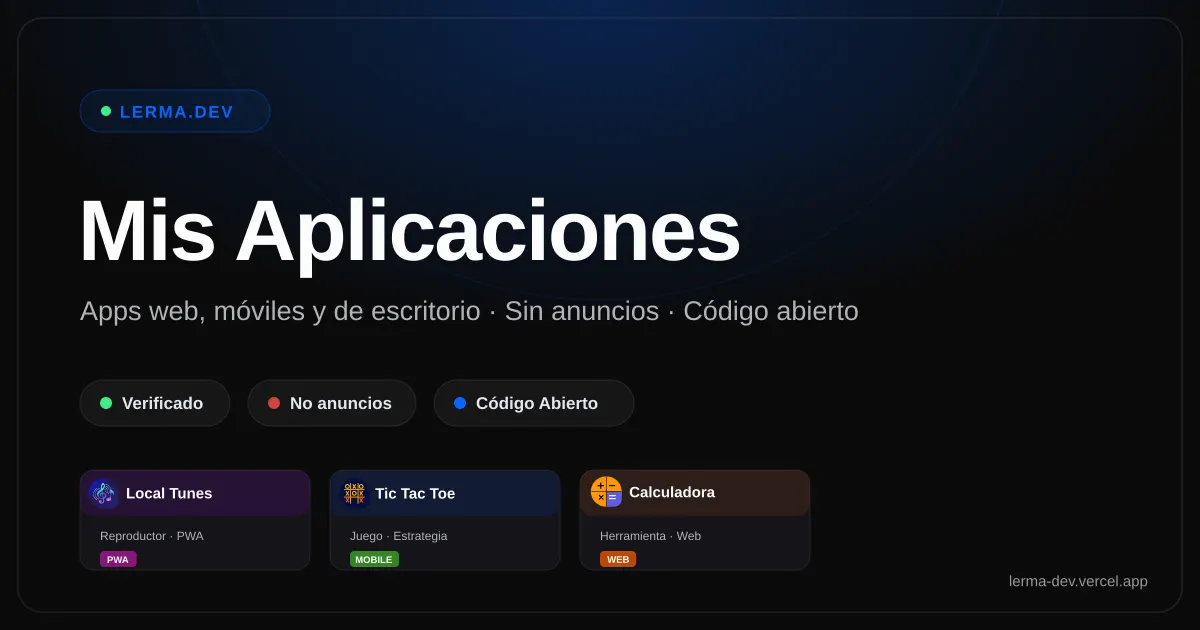 LERMA.DEV
Mis Aplicaciones
Apps web, móviles y de escritorio · Sin anuncios · Código abierto
Verificado
No anuncios
Código Abierto
Local Tunes
Reproductor · PWA
PWA
Tic Tac Toe
Juego · Estrategia
MOBILE
Calculadora
Herramienta · Web
WEB
lerma-dev.vercel.app